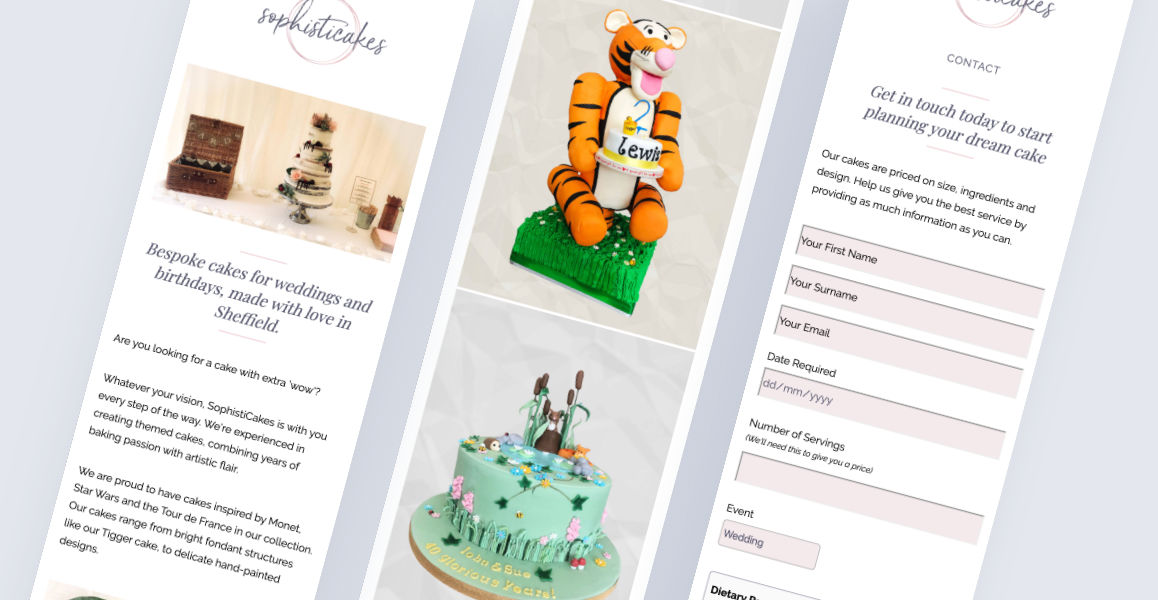 sophisticakes
Bespoke cakes for weddings and
birthdays, made with love in
Sheffield.
Are you looking for a cake with extra 'wow'?
Whatever your vision, SophistiCakes is with you
every step of the way. We're experienced in
creating themed cakes, combining years of
baking passion with artistic flair.
We are proud to have cakes inspired by Monet,
Star Wars and the Tour de France in our collection.
Our cakes range from bright fondant structures
like our Tigger cake, to delicate hand-painted
designs.
2
Lewis
John & Sue
40 Glorious Years!
CONTACT
Get in touch today to start
planning your dream cake
Our cakes are priced on size, ingredients and
design. Help us give you the best service by
providing as much information as you can.
Your First Name
Your Surname
Your Email
Date Required
dd/mm/yyyy
Number of Servings
(We'll need this to give you a price)
Event
Wedding
Dietary